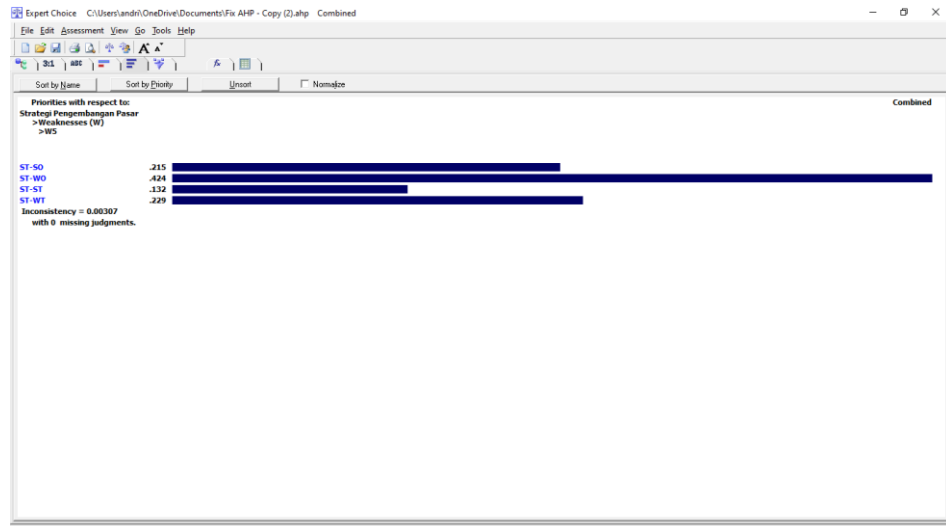 Expert Choice C:\Users\andri\OneDrive\Documents\Fix AHP - Copy (2).ahp Combined
File Edit Assessment View Go Tools Help
3:1 ABC fx
Sort by Name Sort by Priority Unsort Normalize
Priorities with respect to: Combined
Strategi Pengembangan Pasar
>Weaknesses (W)
>W5
ST-SO .215
ST-WO .424
ST-ST .132
ST-WT .229
Inconsistency = 0.00307
with 0 missing judgments.